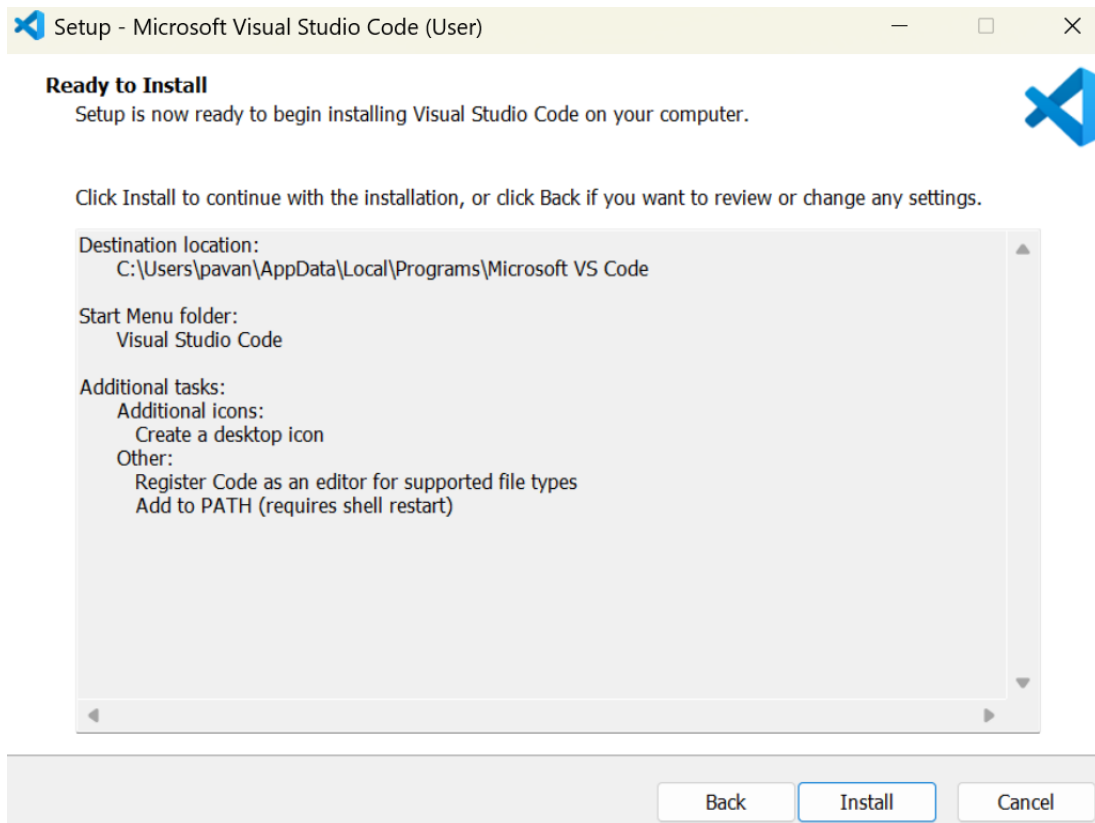 Setup - Microsoft Visual Studio Code (User)
Ready to Install
Setup is now ready to begin installing Visual Studio Code on your computer.
Click Install to continue with the installation, or click Back if you want to review or change any settings.
Destination location:
C:\Users\pavan\AppData\Local\Programs\Microsoft VS Code
Start Menu folder:
Visual Studio Code
Additional tasks:
Additional icons:
Create a desktop icon
Other:
Register Code as an editor for supported file types
Add to PATH (requires shell restart)
Back Install Cancel